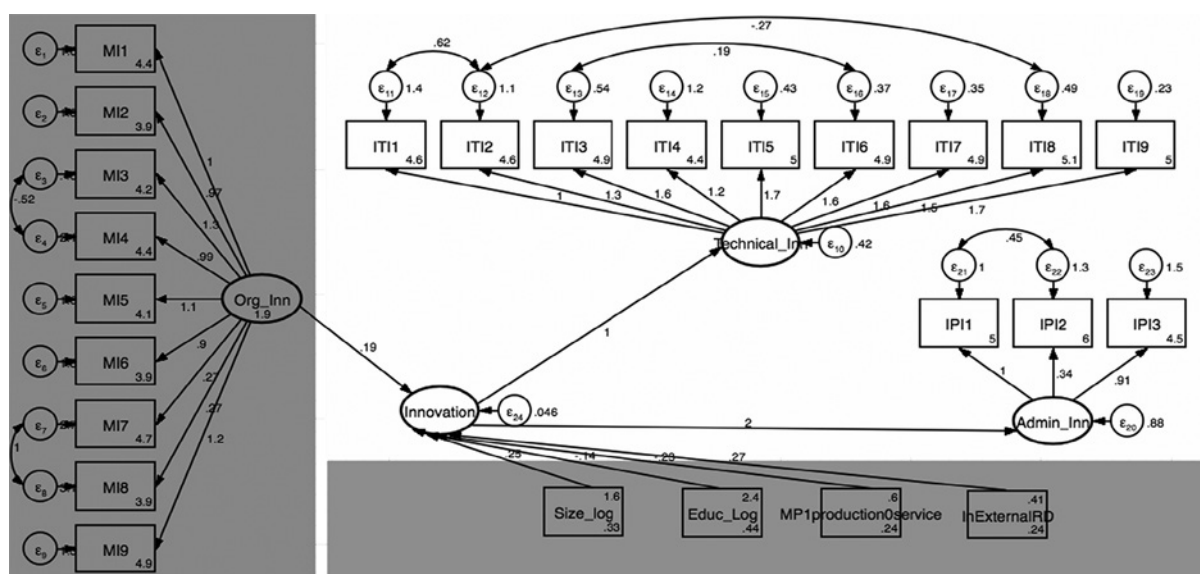 -.27
.62
.19
ε1
MI1
4.4
ε11
1.4
ε12
1.1
ε13
.54
ε14
1.2
ε15
.43
ε16
.37
ε17
.35
ε18
.49
ε19
.23
ε2
MI2
3.9
ITI1
4.6
ITI2
4.6
ITI3
4.9
ITI4
4.4
ITI5
5
ITI6
4.9
ITI7
4.9
ITI8
5.1
ITI9
5
ε3
MI3
4.2
1
.97
1.3
-.52
1
1.3
1.6
1.2
1.7
1.6
1.6
1.5
1.7
ε4
MI4
4.4
.99
Technical_Inn
ε10
.42
.45
ε21
1
ε22
1.3
ε23
1.5
ε5
MI5
4.1
1.1
Org_Inn
1.9
IPI1
5
IPI2
6
IPI3
4.5
ε6
MI6
3.9
.9
.19
1
1
.34
.91
ε7
MI7
4.7
.27
.27
1.2
1
Innovation
ε24
.046
2
Admin_Inn
ε20
.88
ε8
MI8
3.9
.25
-.14
-.23
.27
Size_log
1.6
.33
Educ_Log
2.4
.44
MP1production0service
.6
.24
InExternalRD
.41
.24
ε9
MI9
4.9